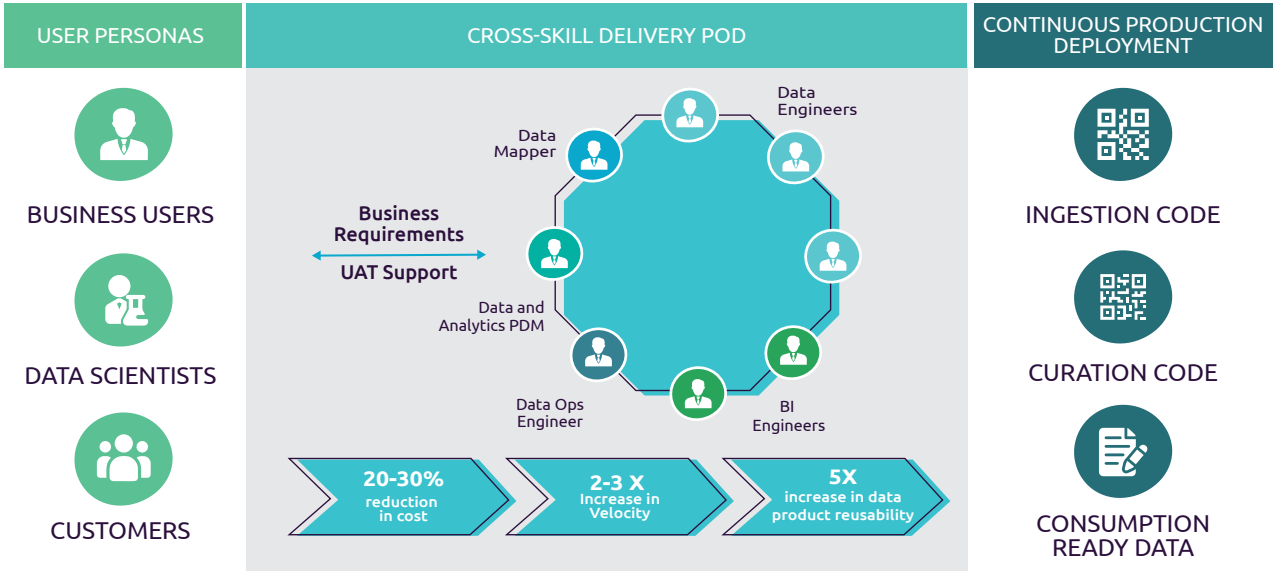 USER PERSONAS
BUSINESS USERS
DATA SCIENTISTS
CUSTOMERS
CROSS-SKILL DELIVERY POD
Data
Engineers
Data
Mapper
Business
Requirements
UAT Support
Data and
Analytics PDM
Data Ops
Engineer
BI
Engineers
20-30%
reduction
in cost
2-3 X
Increase in
Velocity
5X
increase in data
product reusability
CONTINUOUS PRODUCTION
DEPLOYMENT
INGESTION CODE
CURATION CODE
CONSUMPTION
READY DATA